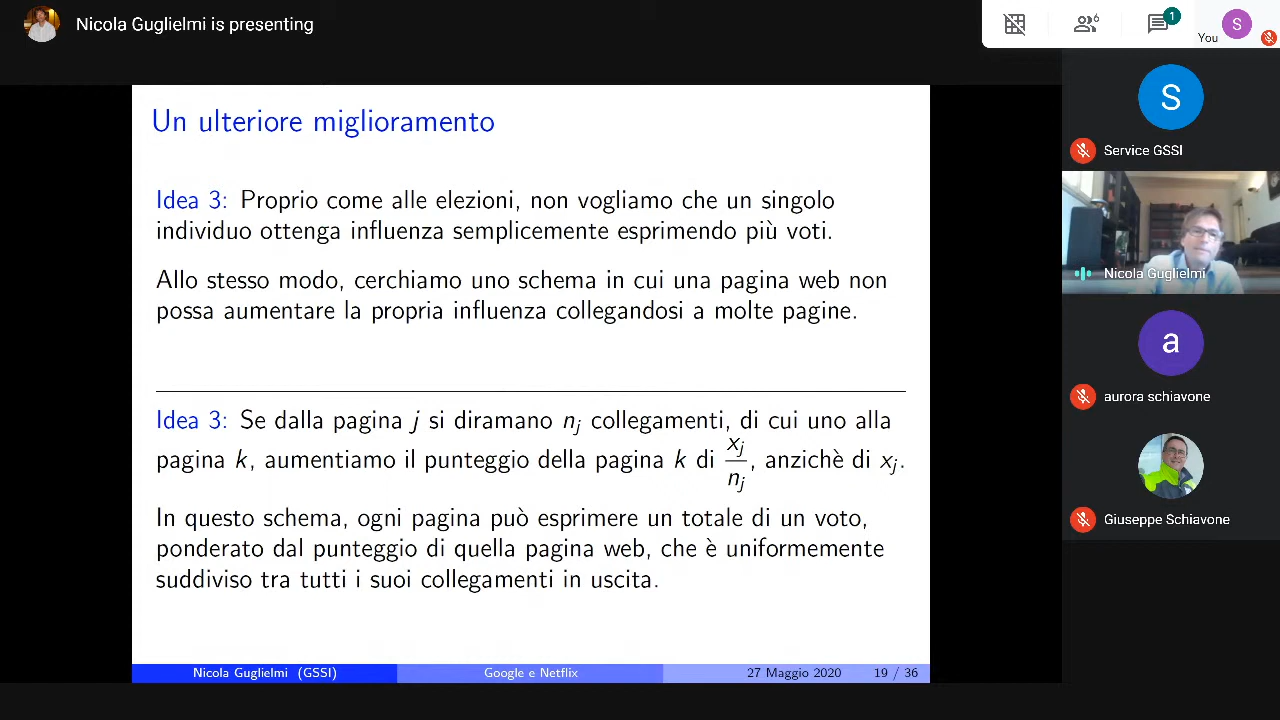 Nicola Guglielmi is presenting
6
1
You
S
Un ulteriore miglioramento
Idea 3: Proprio come alle elezioni, non vogliamo che un singolo
individuo ottenga influenza semplicemente esprimendo più voti.
Allo stesso modo, cerchiamo uno schema in cui una pagina web non
possa aumentare la propria influenza collegandosi a molte pagine.
Idea 3: Se dalla pagina j si diramano n_j collegamenti, di cui uno alla
pagina k, aumentiamo il punteggio della pagina k di x_j/n_j, anzichè di x_j.
In questo schema, ogni pagina può esprimere un totale di un voto,
ponderato dal punteggio di quella pagina web, che è uniformemente
suddiviso tra tutti i suoi collegamenti in uscita.
Nicola Guglielmi (GSSI) Google e Netflix 27 Maggio 2020 19 / 36
S
Service GSSI
Nicola Guglielmi
a
aurora schiavone
Giuseppe Schiavone